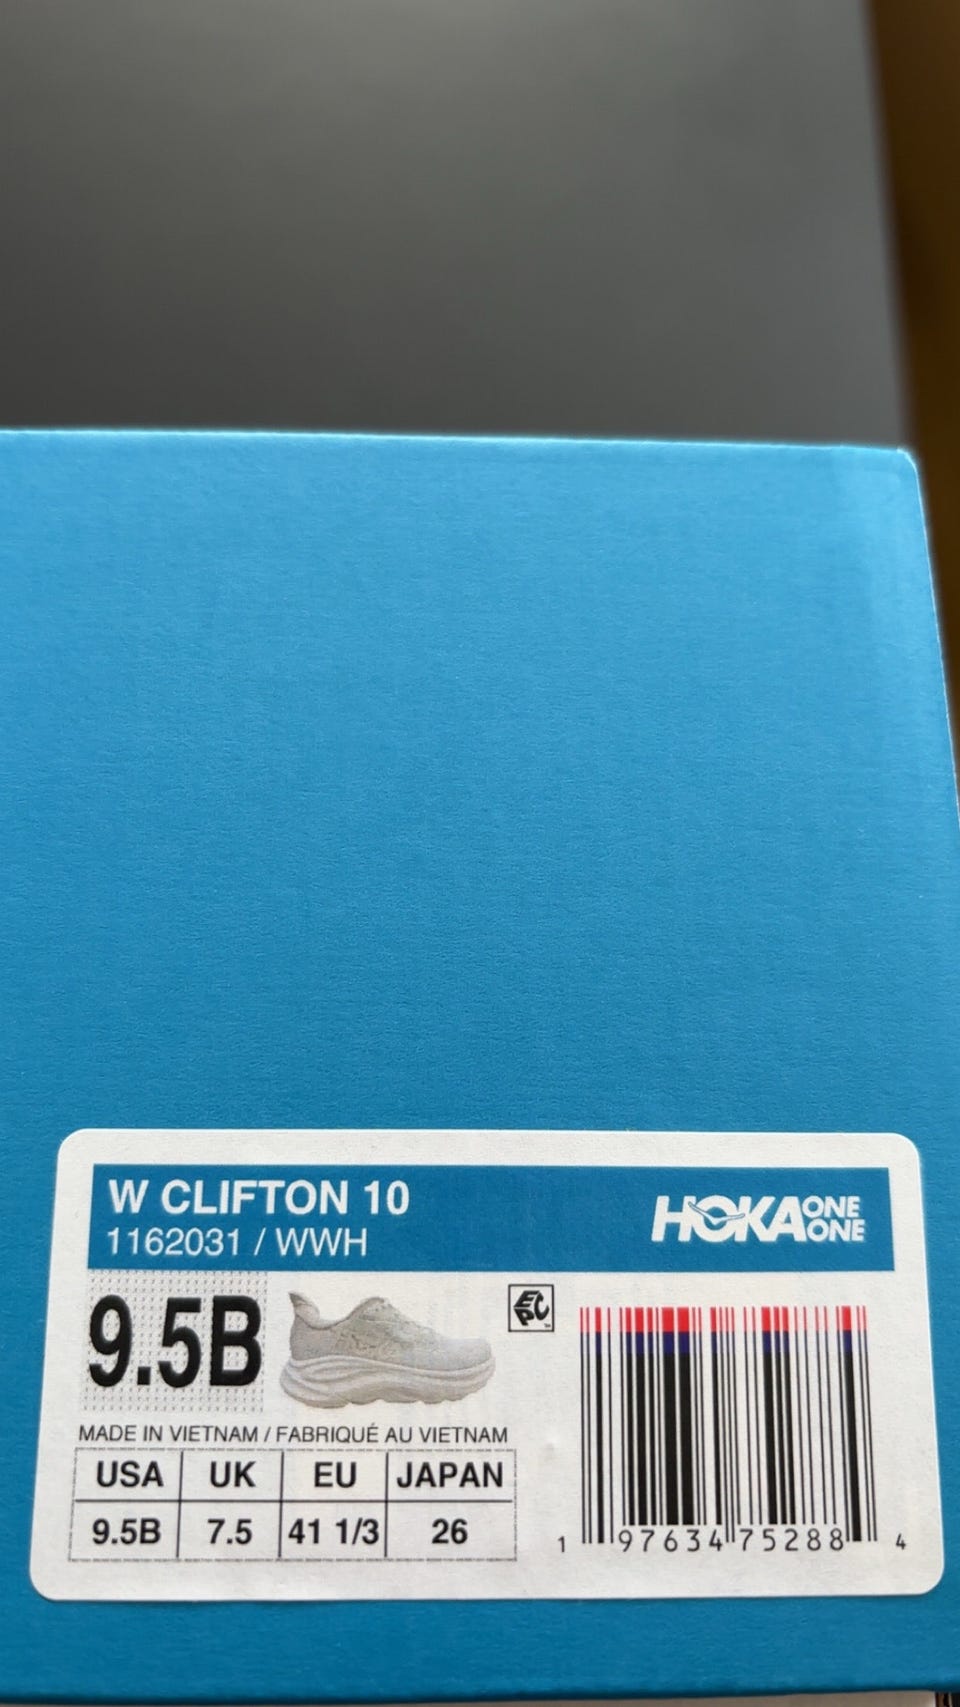 W CLIFTON 10
1162031 / WWH
HOKA ONE ONE
9.5B
EPC
MADE IN VIETNAM / FABRIQUÉ AU VIETNAM
USA UK EU JAPAN
9.5B 7.5 41 1/3 26
1 97634 75288 4